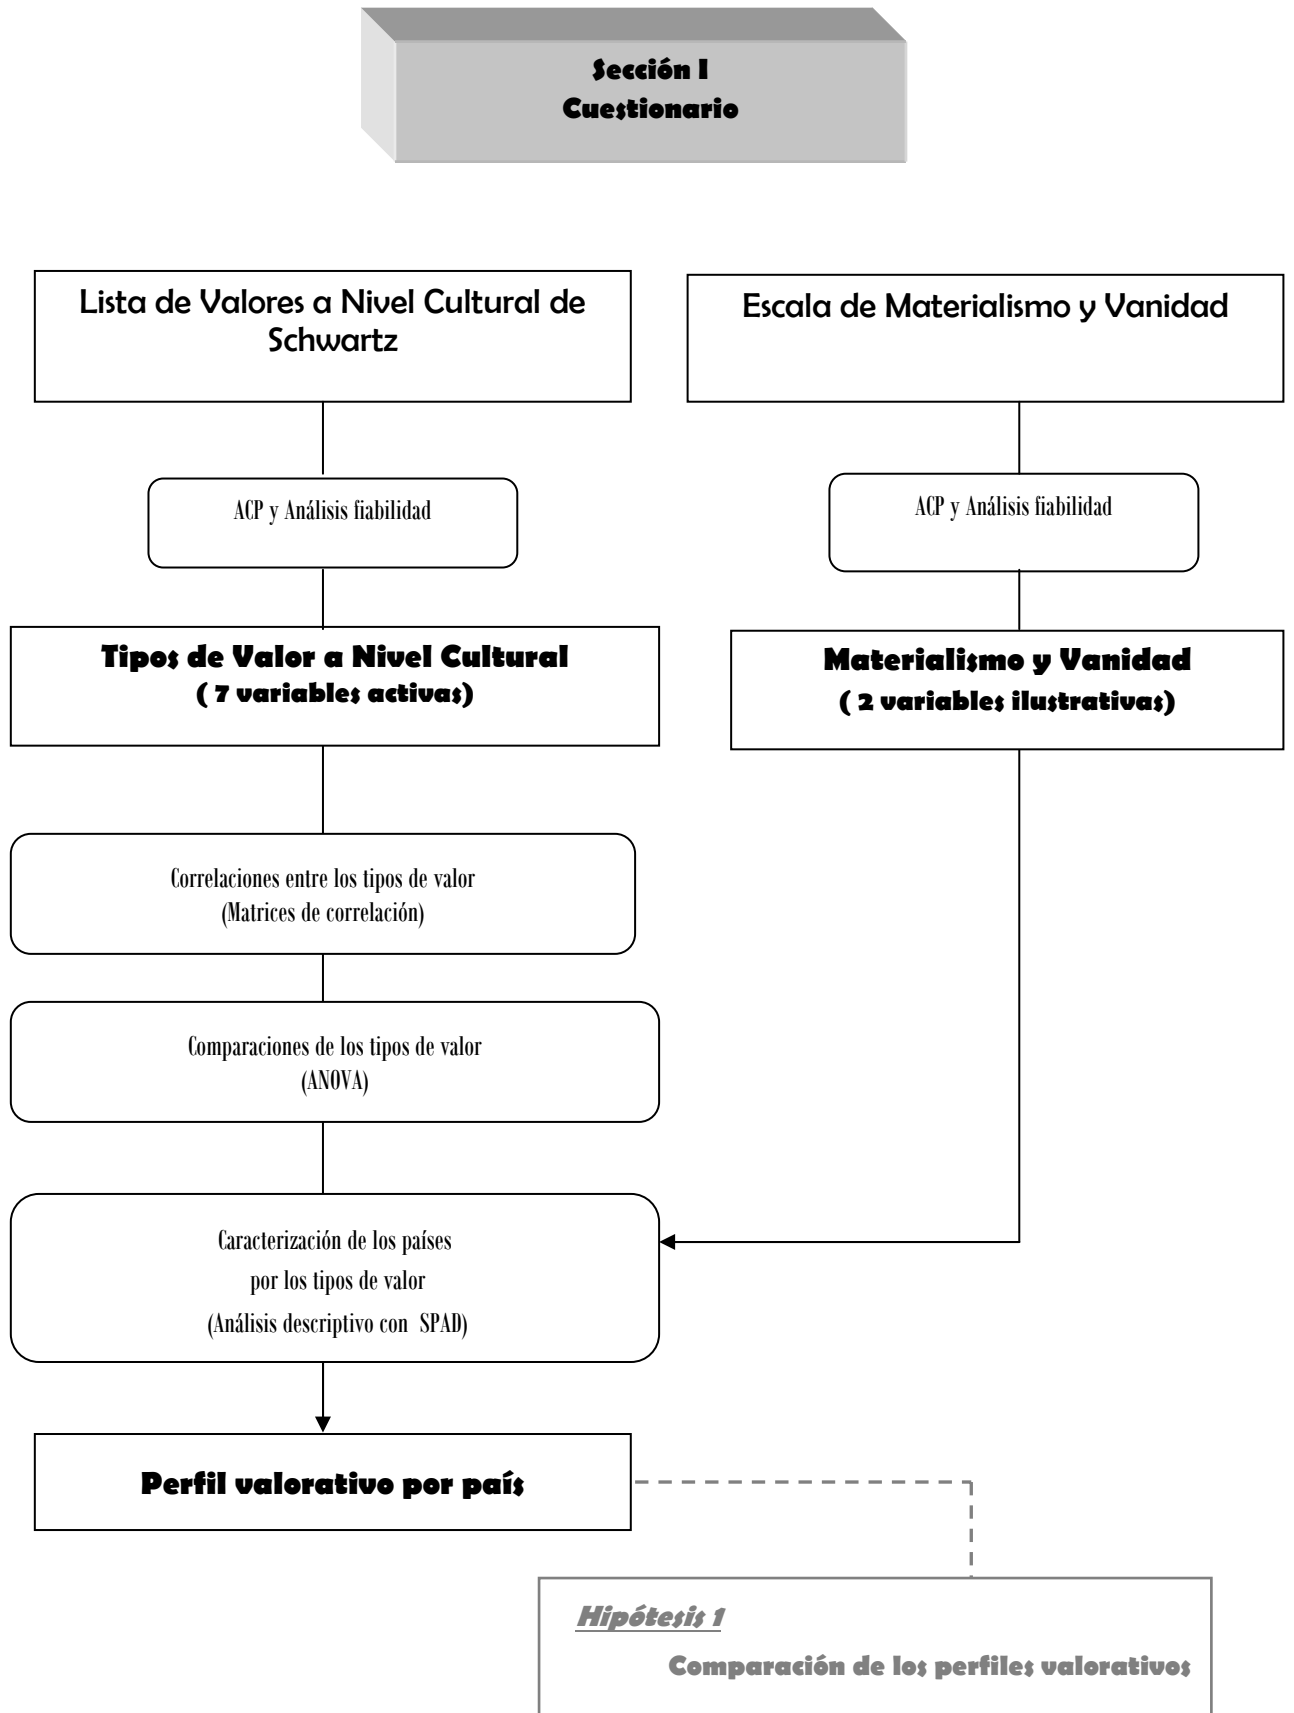 Sección I
Cuestionario
Lista de Valores a Nivel Cultural de
Schwartz
Escala de Materialismo y Vanidad
ACP y Análisis fiabilidad
ACP y Análisis fiabilidad
Tipos de Valor a Nivel Cultural
( 7 variables activas)
Materialismo y Vanidad
( 2 variables ilustrativas)
Correlaciones entre los tipos de valor
(Matrices de correlación)
Comparaciones de los tipos de valor
(ANOVA)
Caracterización de los países
por los tipos de valor
(Análisis descriptivo con SPAD)
Perfil valorativo por país
Hipótesis 1
Comparación de los perfiles valorativos